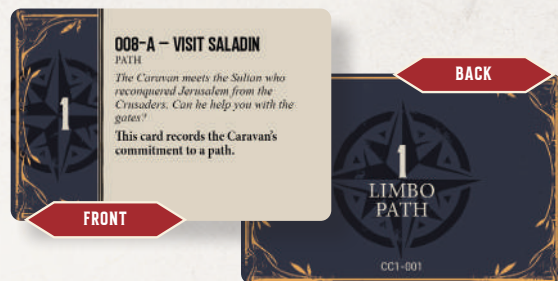 008-A – VISIT SALADIN
PATH
The Caravan meets the Sultan who
reconquered Jerusalem from the
Crusaders. Can he help you with the
gates?
This card records the Caravan's
commitment to a path.
1
FRONT
BACK
1
LIMBO
PATH
CC1-001